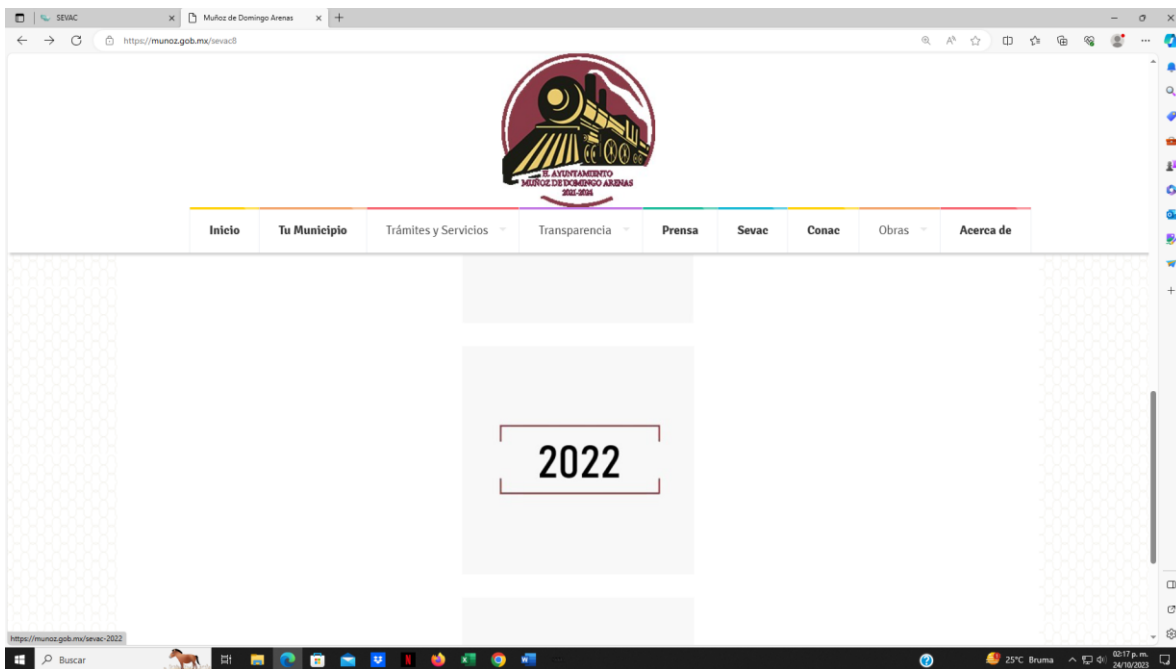 SEVAC
Muñoz de Domingo Arenas
https://munoz.gob.mx/sevac8
H. AYUNTAMIENTO
MUÑOZ DE DOMINGO ARENAS
2021-2024
Inicio Tu Municipio Trámites y Servicios Transparencia Prensa Sevac Conac Obras Acerca de
2022
https://munoz.gob.mx/sevac-2022
Buscar
25°C Bruma
02:17 p. m.
24/10/2023